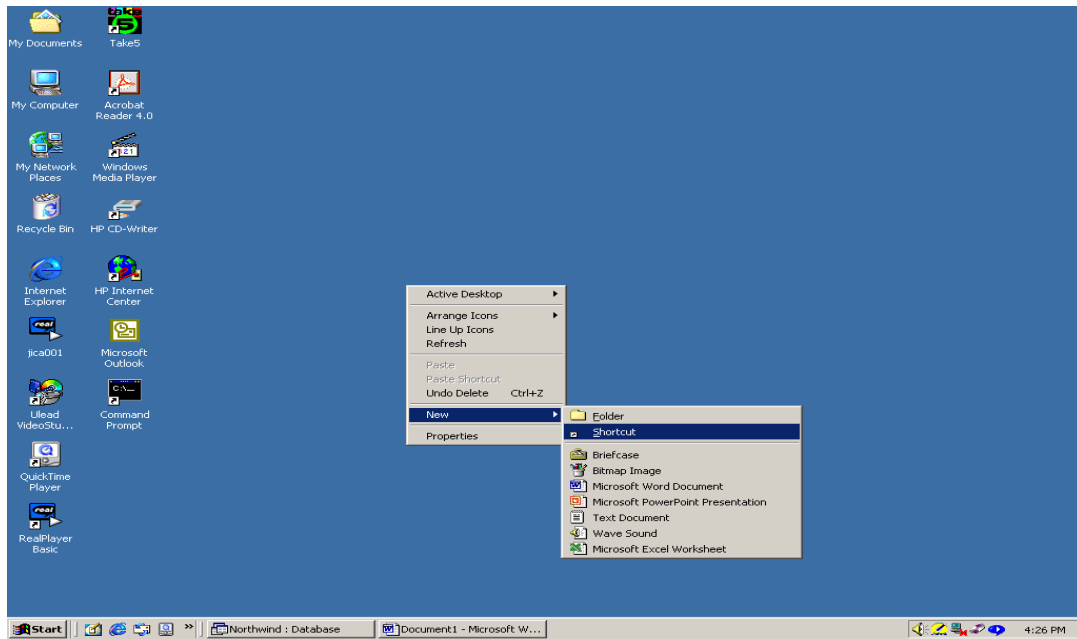 take
5
My Documents
Take5
My Computer
Acrobat
Reader 4.0
My Network
Places
Windows
Media Player
Recycle Bin
HP CD-Writer
Internet
Explorer
HP Internet
Center
real
jica001
Microsoft
Outlook
C:\_
Ulead
VideoStu...
Command
Prompt
QuickTime
Player
real
RealPlayer
Basic
Active Desktop
Arrange Icons
Line Up Icons
Refresh
Paste
Paste Shortcut
Undo Delete Ctrl+Z
New
Properties
Folder
Shortcut
Briefcase
Bitmap Image
Microsoft Word Document
Microsoft PowerPoint Presentation
Text Document
Wave Sound
Microsoft Excel Worksheet
Start » Northwind : Database Document1 - Microsoft W... 4:26 PM